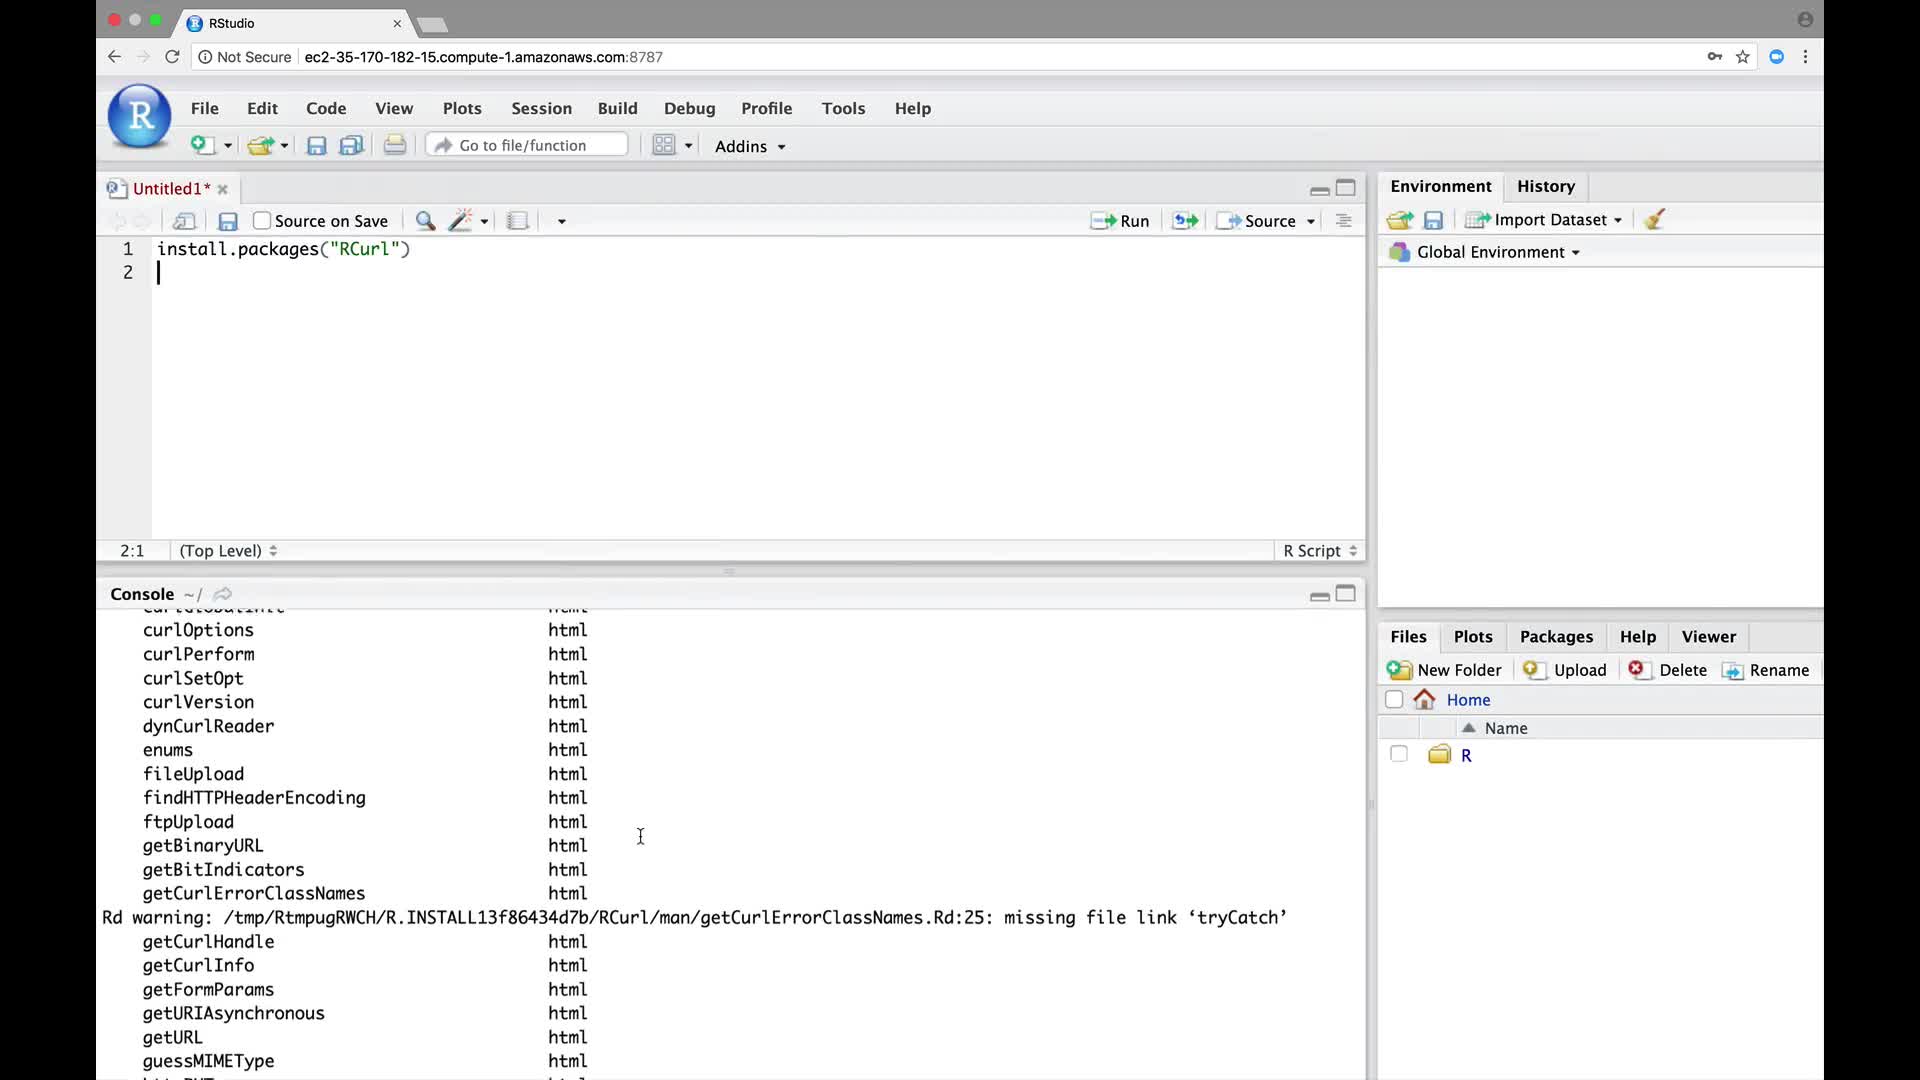 RStudio
Not Secure ec2-35-170-182-15.compute-1.amazonaws.com:8787
R File Edit Code View Plots Session Build Debug Profile Tools Help
Go to file/function Addins
Untitled1*
Source on Save Run Source
1 install.packages("RCurl")
2
2:1 (Top Level) R Script
Console ~/
curlOptions html
curlPerform html
curlSetOpt html
curlVersion html
dynCurlReader html
enums html
fileUpload html
findHTTPHeaderEncoding html
ftpUpload html
getBinaryURL html
getBitIndicators html
getCurlErrorClassNames html
Rd warning: /tmp/RtmpugRWCH/R.INSTALL13f86434d7b/RCurl/man/getCurlErrorClassNames.Rd:25: missing file link ‘tryCatch’
getCurlHandle html
getCurlInfo html
getFormParams html
getURIAsynchronous html
getURL html
guessMIMEType html
Environment History
Import Dataset
Global Environment
Files Plots Packages Help Viewer
New Folder Upload Delete Rename
Home
Name
R